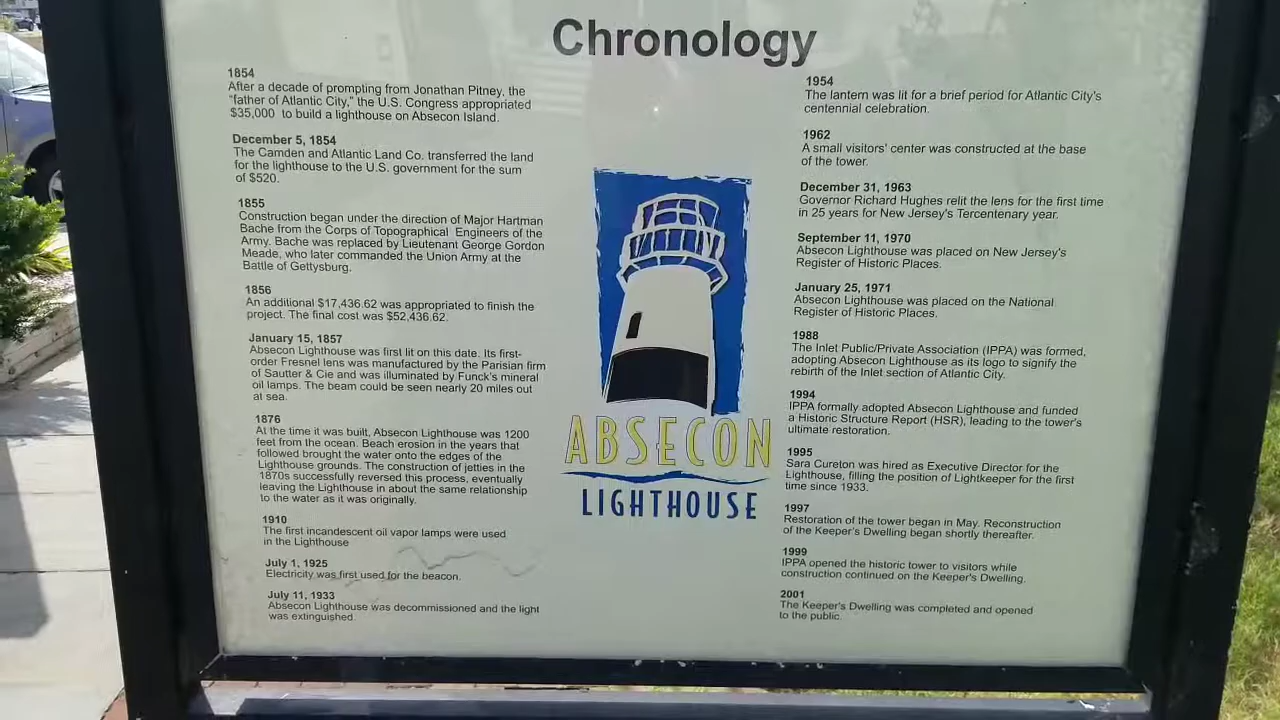 Chronology
1854
After a decade of prompting from Jonathan Pitney, the
"father of Atlantic City," the U.S. Congress appropriated
$35,000 to build a lighthouse on Absecon Island.
December 5, 1854
The Camden and Atlantic Land Co. transferred the land
for the lighthouse to the U.S. government for the sum
of $520.
1855
Construction began under the direction of Major Hartman
Bache from the Corps of Topographical Engineers of the
Army. Bache was replaced by Lieutenant George Gordon
Meade, who later commanded the Union Army at the
Battle of Gettysburg.
1856
An additional $17,436.62 was appropriated to finish the
project. The final cost was $52,436.62.
January 15, 1857
Absecon Lighthouse was first lit on this date. Its first-
order Fresnel lens was manufactured by the Parisian firm
of Sautter & Cie and was illuminated by Funck's mineral
oil lamps. The beam could be seen nearly 20 miles out
at sea.
1876
At the time it was built, Absecon Lighthouse was 1200
feet from the ocean. Beach erosion in the years that
followed brought the water onto the edges of the
Lighthouse grounds. The construction of jetties in the
1870s successfully reversed this process, eventually
leaving the Lighthouse in about the same relationship
to the water as it was originally.
1910
The first incandescent oil vapor lamps were used
in the Lighthouse
July 1, 1925
Electricity was first used for the beacon.
July 11, 1933
Absecon Lighthouse was decommissioned and the light
was extinguished.
ABSECON
LIGHTHOUSE
1954
The lantern was lit for a brief period for Atlantic City's
centennial celebration.
1962
A small visitors' center was constructed at the base
of the tower.
December 31, 1963
Governor Richard Hughes relit the lens for the first time
in 25 years for New Jersey's Tercentenary year.
September 11, 1970
Absecon Lighthouse was placed on New Jersey's
Register of Historic Places.
January 25, 1971
Absecon Lighthouse was placed on the National
Register of Historic Places.
1988
The Inlet Public/Private Association (IPPA) was formed,
adopting Absecon Lighthouse as its logo to signify the
rebirth of the Inlet section of Atlantic City.
1994
IPPA formally adopted Absecon Lighthouse and funded
a Historic Structure Report (HSR), leading to the tower's
ultimate restoration.
1995
Sara Cureton was hired as Executive Director for the
Lighthouse, filling the position of Lightkeeper for the first
time since 1933.
1997
Restoration of the tower began in May. Reconstruction
of the Keeper's Dwelling began shortly thereafter.
1999
IPPA opened the historic tower to visitors while
construction continued on the Keeper's Dwelling.
2001
The Keeper's Dwelling was completed and opened
to the public.